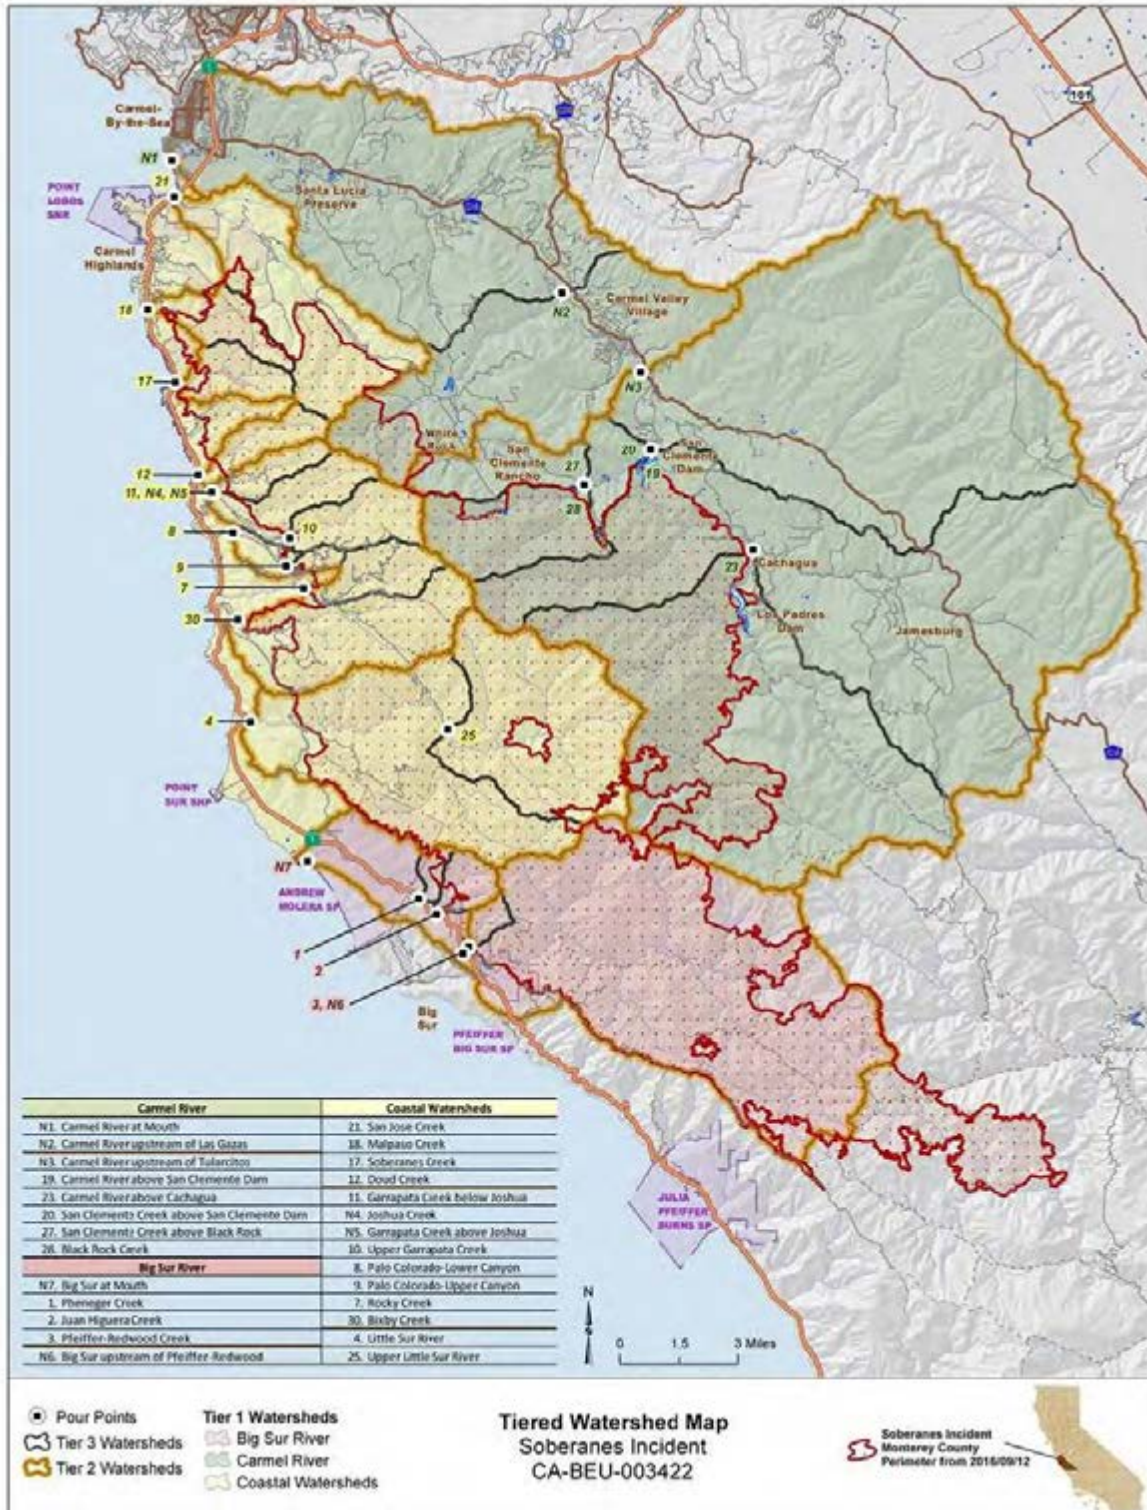 Carmel-
By-the-Sea
101
N1
POINT
LOBOS
SNR
21
Santa Lucia
Preserve
Carmel
Highlands
18
N2
Carmel Valley
Village
17
N3
White
Rock
San
Clemente
Rancho
20
San
Clemente
Dam
12
27
19
11, N4, N5
28
8
10
9
23
Cachagua
7
Los Padres
Dam
30
Jamesburg
4
25
POINT
SUR SHP
N7
ANDREW
MOLERA SP
1
2
3, N6
Big
Sur
PFEIFFER
BIG SUR SP
JULIA
PFEIFFER
BURNS SP
Carmel River
N1. Carmel River at Mouth
N2. Carmel River upstream of Las Gazas
N3. Carmel River upstream of Tularcitos
19. Carmel River above San Clemente Dam
23. Carmel River above Cachagua
20. San Clemente Creek above San Clemente Dam
27. San Clemente Creek above Black Rock
28. Black Rock Creek
Big Sur River
N7. Big Sur at Mouth
1. Pheneger Creek
2. Juan Higuera Creek
3. Pfeiffer-Redwood Creek
N6. Big Sur upstream of Pfeiffer-Redwood
Coastal Watersheds
21. San Jose Creek
18. Malpaso Creek
17. Soberanes Creek
12. Doud Creek
11. Garrapata Creek below Joshua
N4. Joshua Creek
N5. Garrapata Creek above Joshua
10. Upper Garrapata Creek
8. Palo Colorado-Lower Canyon
9. Palo Colorado-Upper Canyon
7. Rocky Creek
30. Bixby Creek
4. Little Sur River
25. Upper Little Sur River
N
0 1.5 3 Miles
Pour Points
Tier 3 Watersheds
Tier 2 Watersheds
Tier 1 Watersheds
Big Sur River
Carmel River
Coastal Watersheds
Tiered Watershed Map
Soberanes Incident
CA-BEU-003422
Soberanes Incident
Monterey County
Perimeter from 2016/09/12